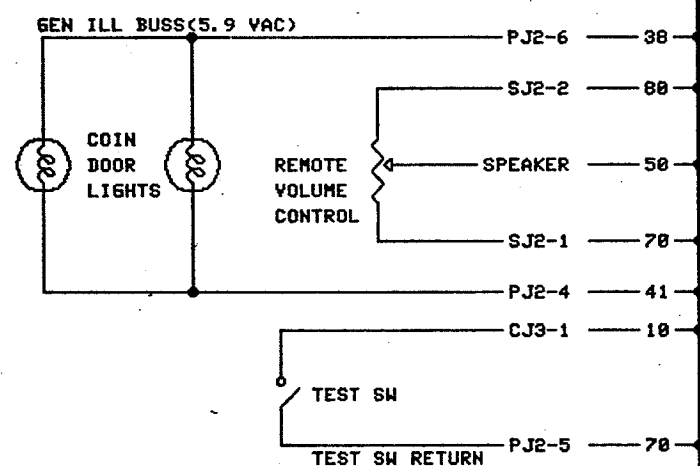 GEN ILL BUSS(5.9 VAC)
PJ2-6 38
SJ2-2 80
COIN
DOOR
LIGHTS
REMOTE
VOLUME
CONTROL
SPEAKER 50
SJ2-1 70
PJ2-4 41
CJ3-1 10
TEST SW
PJ2-5 70
TEST SW RETURN